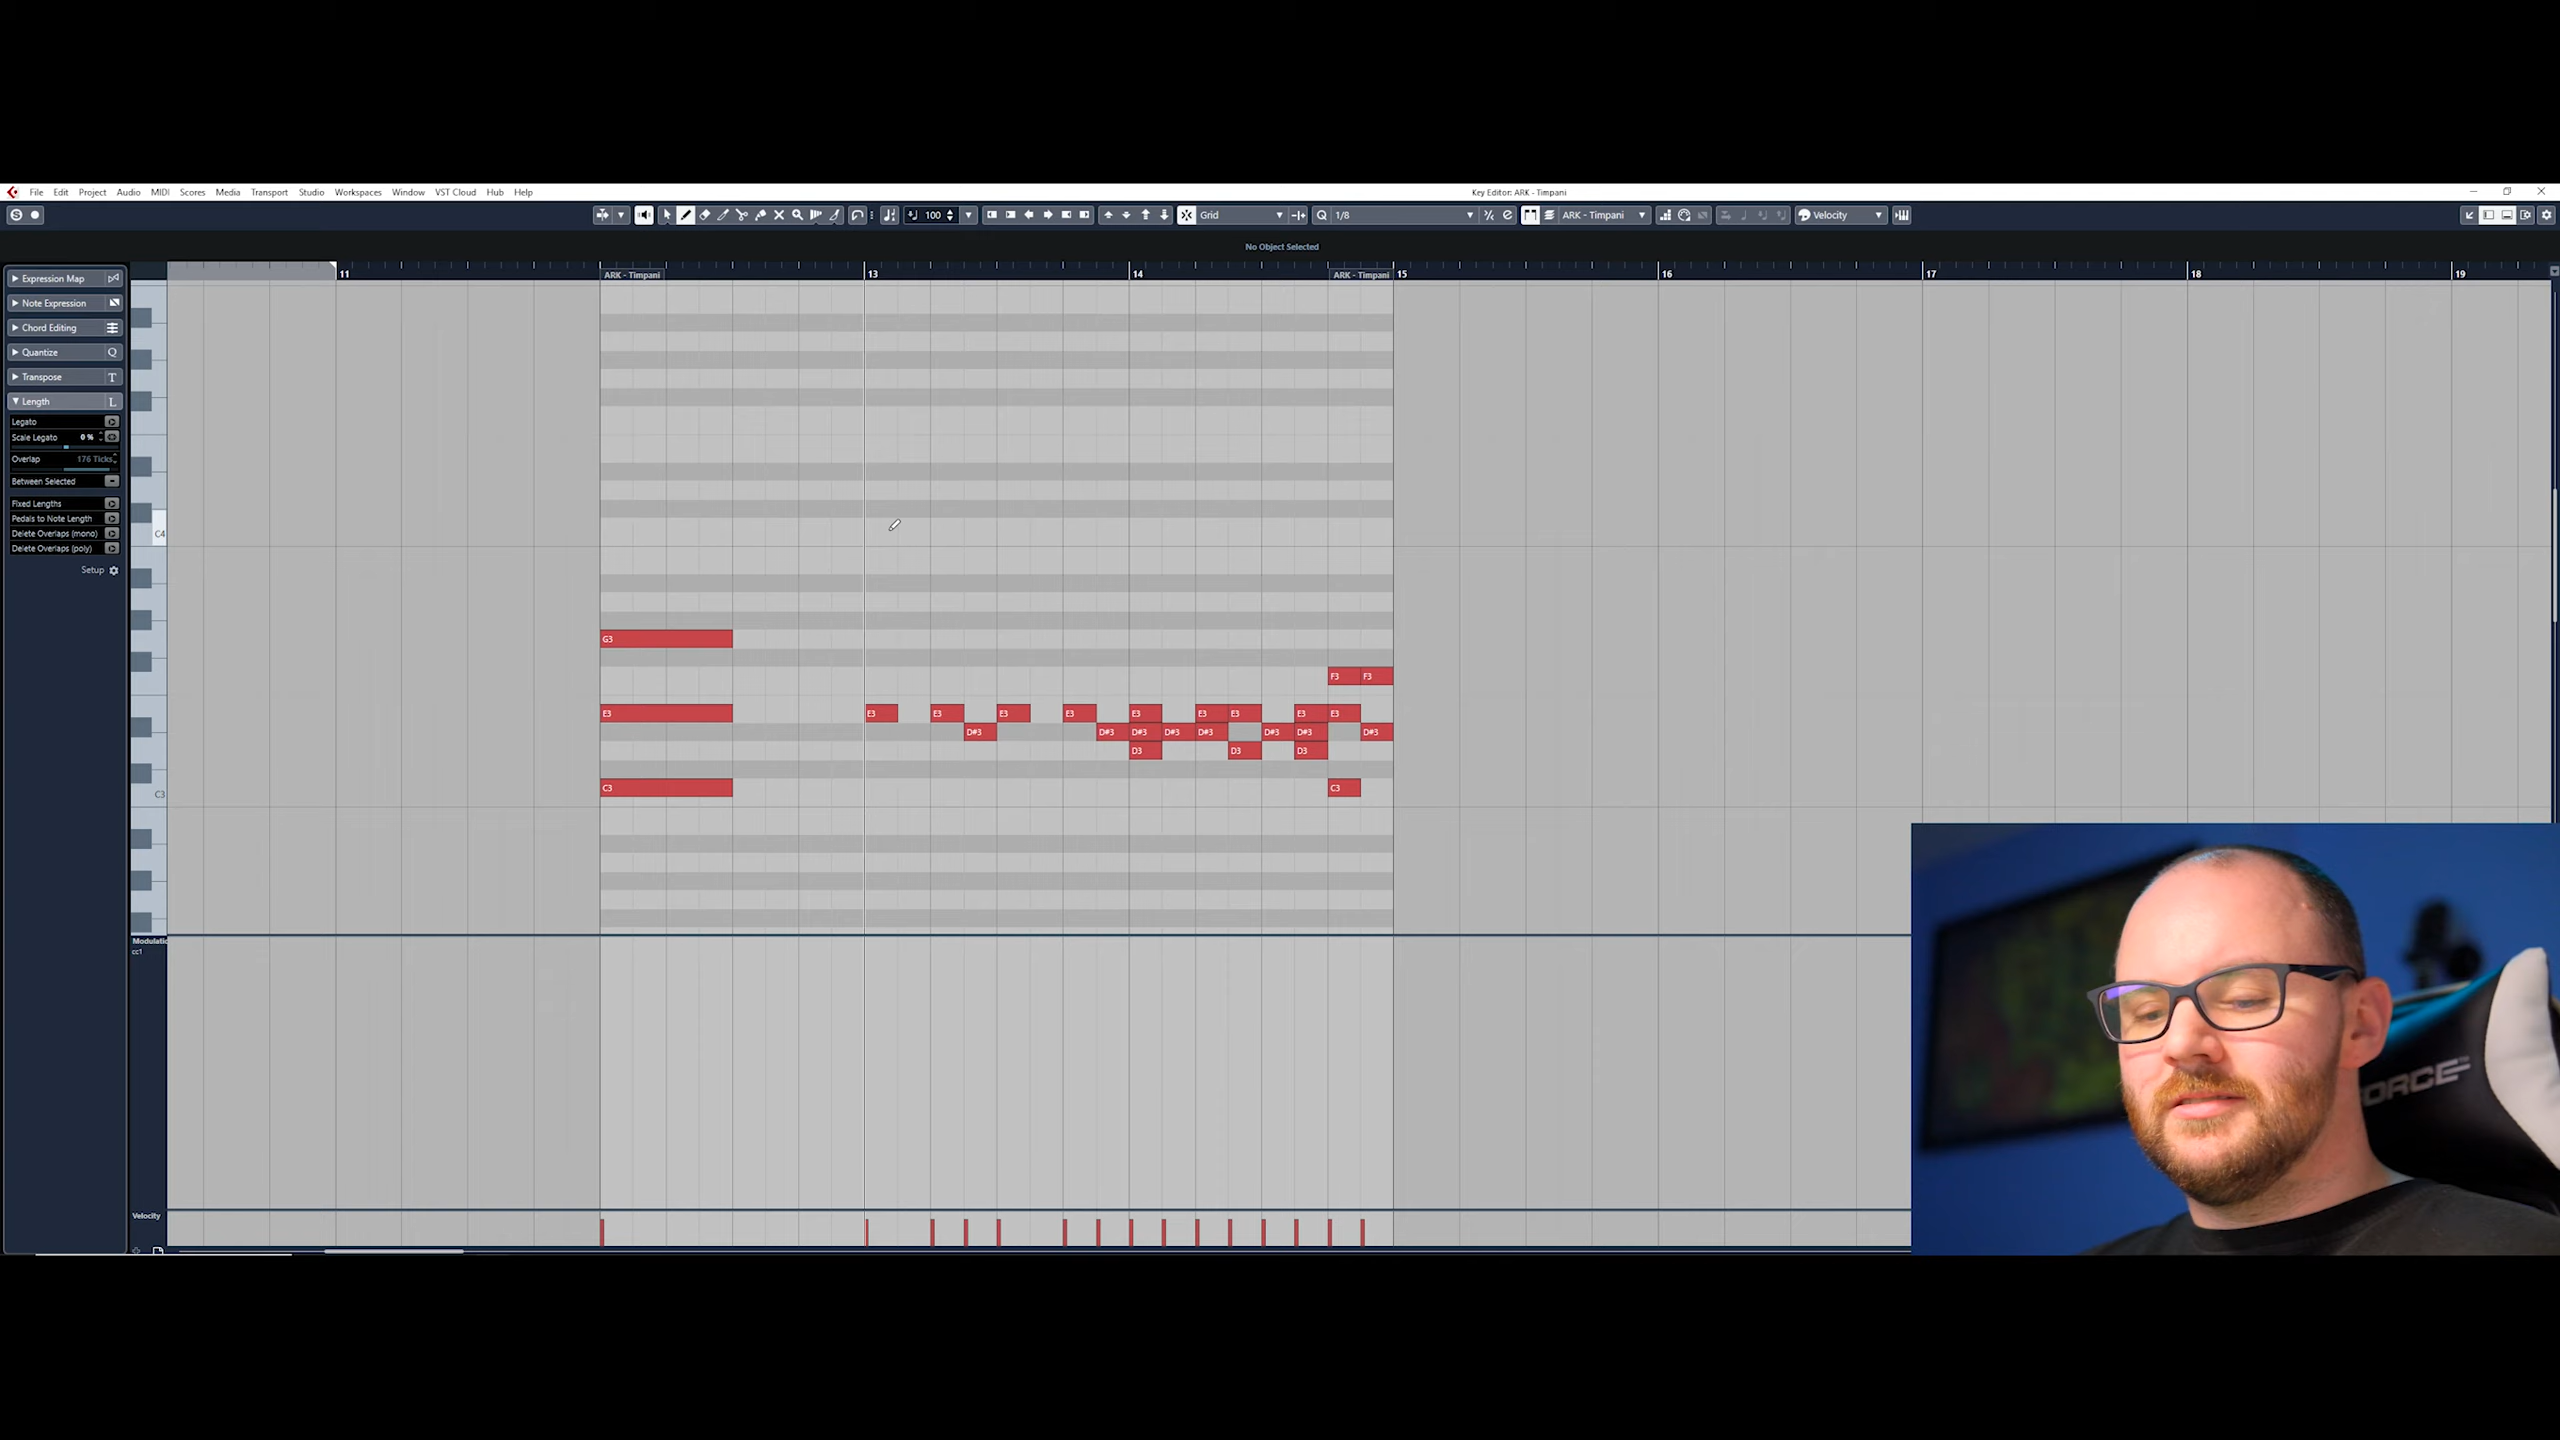 File Edit Project Audio MIDI Scores Media Transport Studio Workspaces Window VST Cloud Hub Help
Key Editor: ARK - Timpani
S 100 Grid Q 1/8 ARK - Timpani Velocity
No Object Selected
11 13 14 15 16 17 18 19
ARK - Timpani ARK - Timpani
Expression Map
Note Expression
Chord Editing
Quantize Q
Transpose T
Length L
Legato
Scale Legato 0 %
Overlap 176 Ticks
Between Selected
Fixed Lengths
Pedals to Note Length
Delete Overlaps (mono)
Delete Overlaps (poly)
Setup
C4
G3
F3 F3
E3 E3 E3 E3 E3 E3 E3 E3 E3 E3
D#3 D#3 D#3 D#3 D#3 D#3 D#3 D#3
D3 D3 D3
C3 C3 C3
Modulatio
cc1
Velocity
ORCE